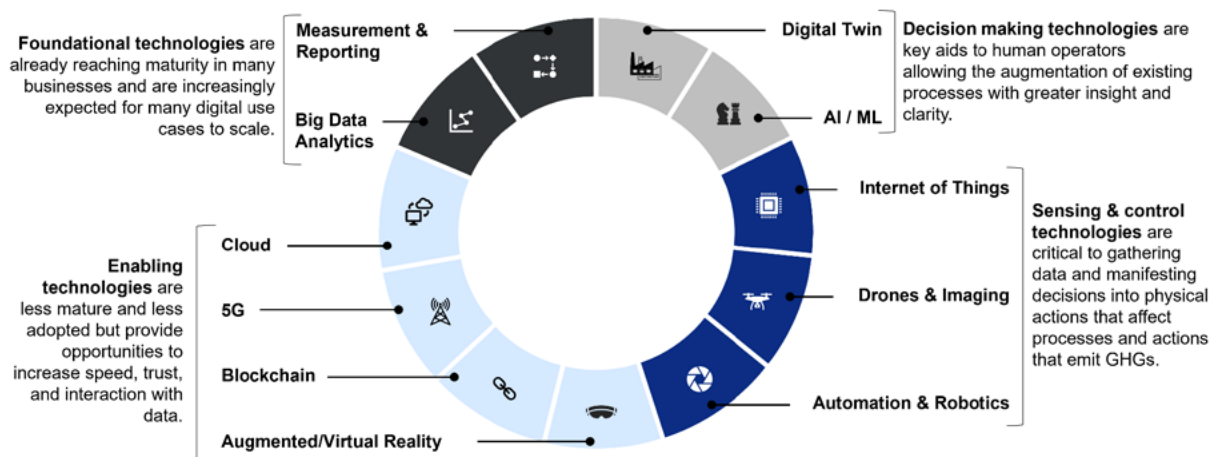 Foundational technologies are
already reaching maturity in many
businesses and are increasingly
expected for many digital use
cases to scale.
Measurement &
Reporting
Big Data
Analytics
Digital Twin
AI / ML
Decision making technologies are
key aids to human operators
allowing the augmentation of existing
processes with greater insight and
clarity.
Internet of Things
Drones & Imaging
Automation & Robotics
Sensing & control
technologies are
critical to gathering
data and manifesting
decisions into physical
actions that affect
processes and actions
that emit GHGs.
Enabling
technologies are
less mature and less
adopted but provide
opportunities to
increase speed, trust,
and interaction with
data.
Cloud
5G
Blockchain
Augmented/Virtual Reality